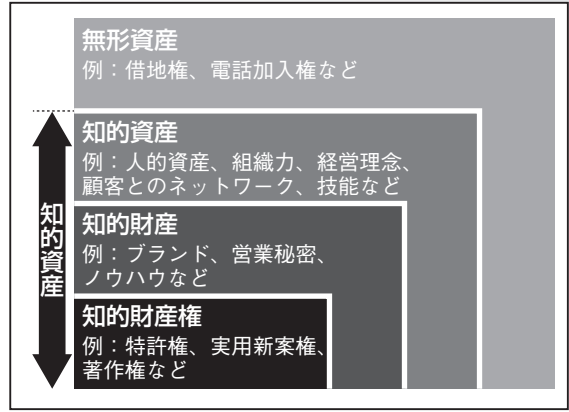 無形資産
例：借地権、電話加入権など
知的資産
例：人的資産、組織力、経営理念、
顧客とのネットワーク、技能など
知的財産
例：ブランド、営業秘密、
ノウハウなど
知的財産権
例：特許権、実用新案権、
著作権など
知的資産